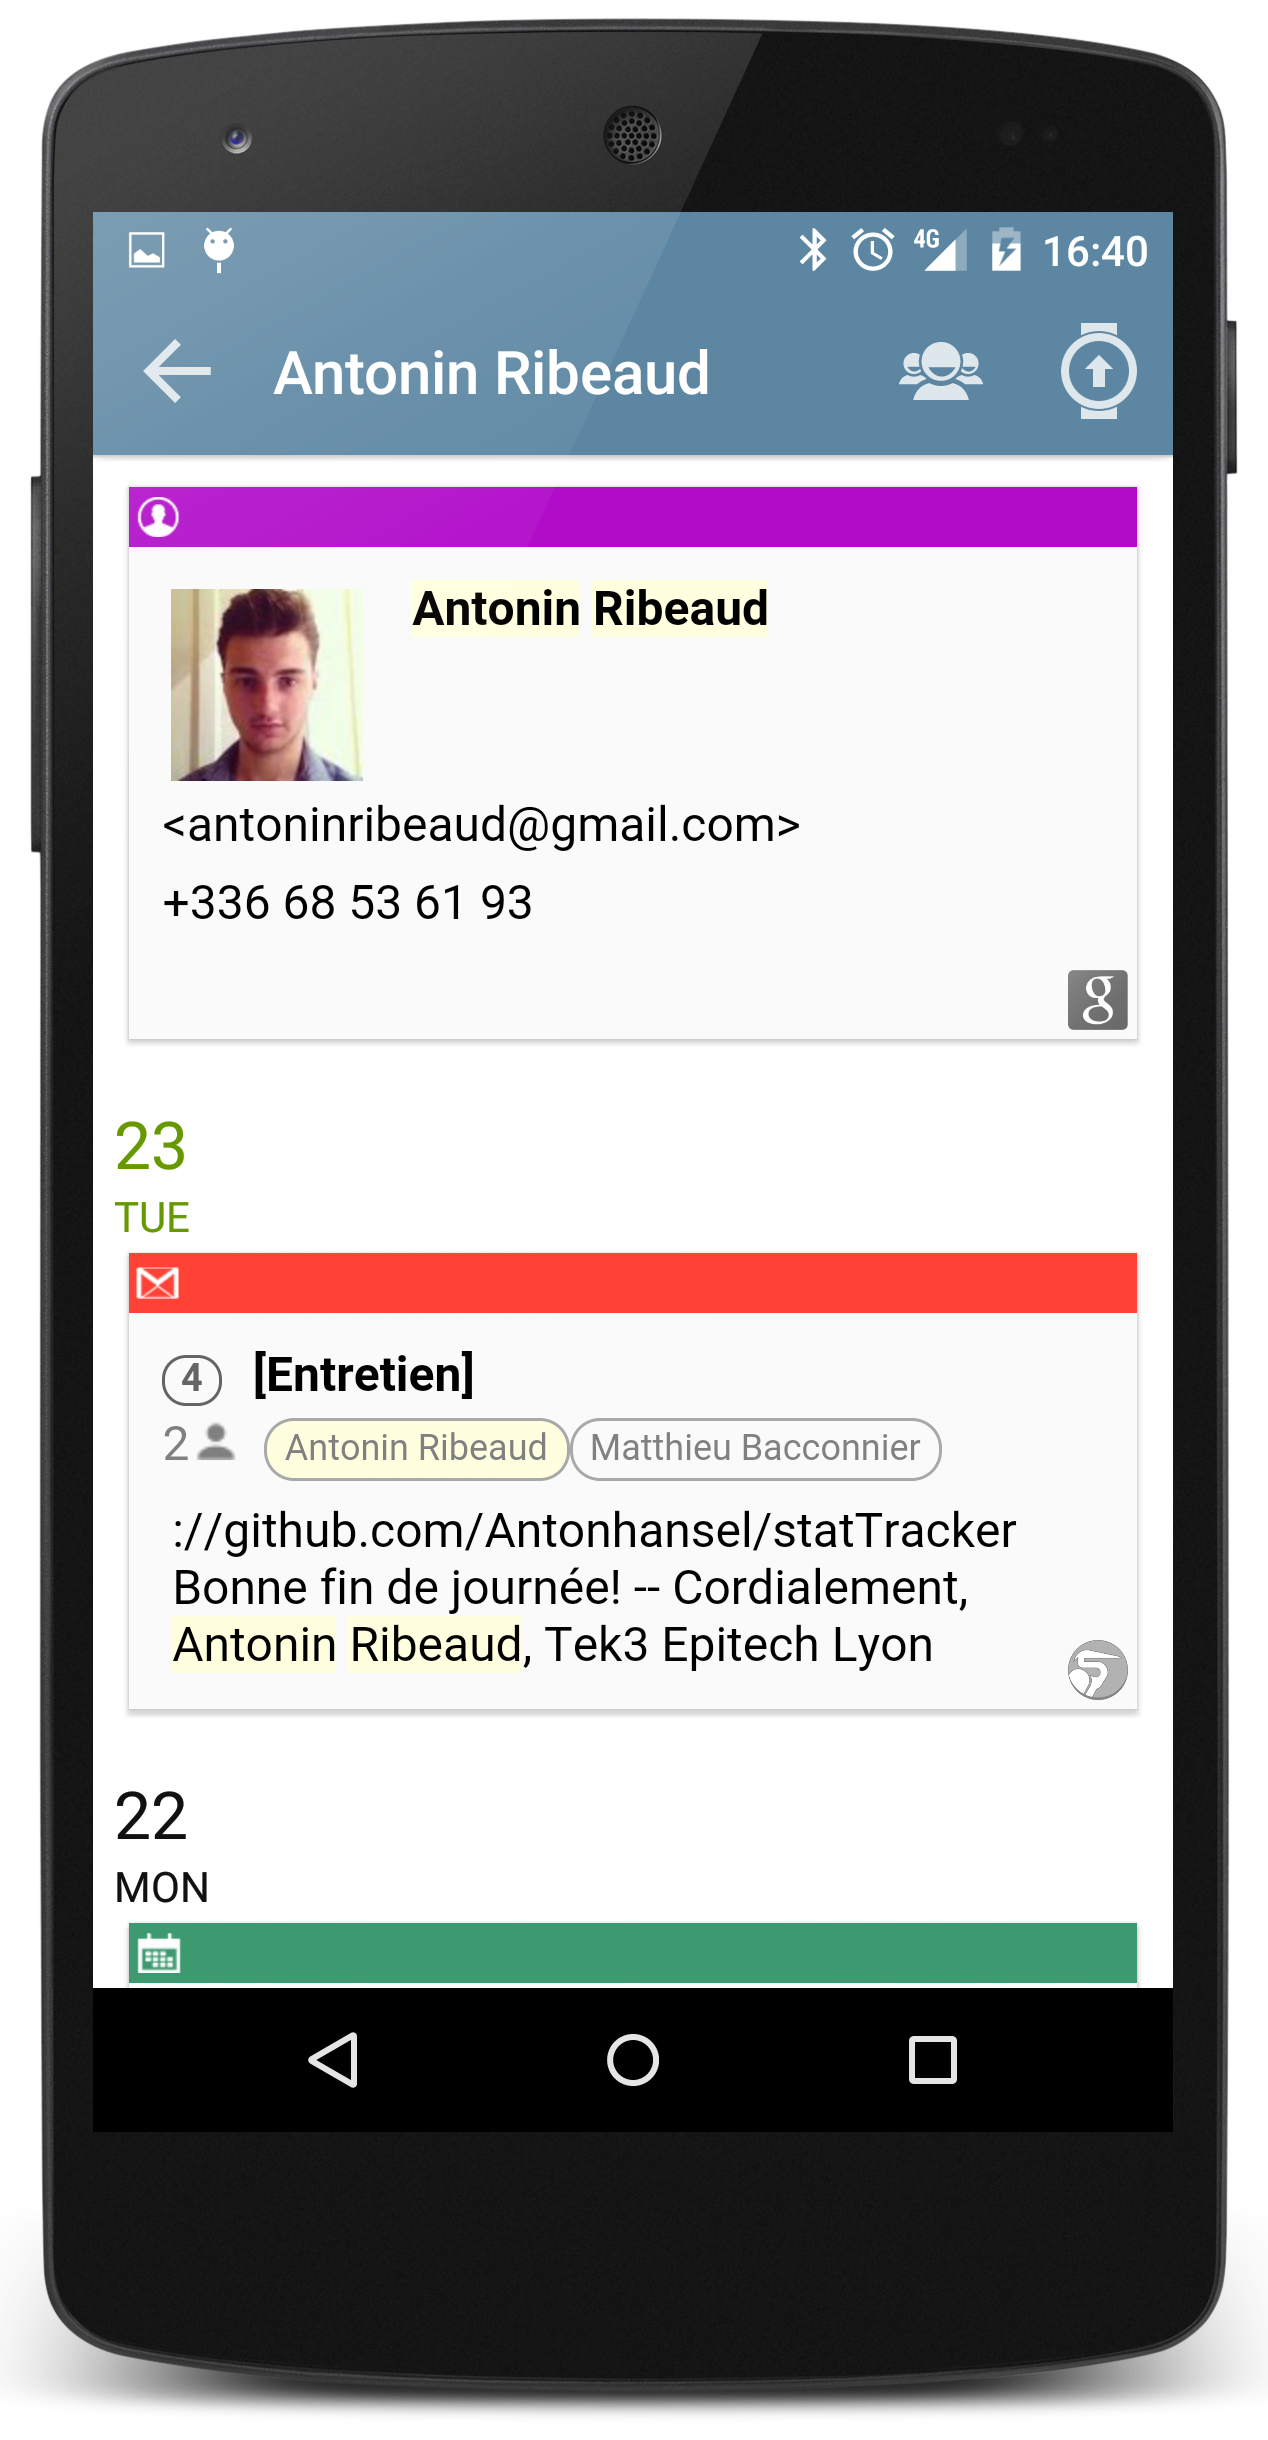 4G 16:40
Antonin Ribeaud
Antonin Ribeaud
<antoninribeaud@gmail.com>
+336 68 53 61 93
g
23
TUE
4 [Entretien]
2 Antonin Ribeaud Matthieu Bacconnier
://github.com/Antonhansel/statTracker
Bonne fin de journée! -- Cordialement,
Antonin Ribeaud, Tek3 Epitech Lyon
22
MON